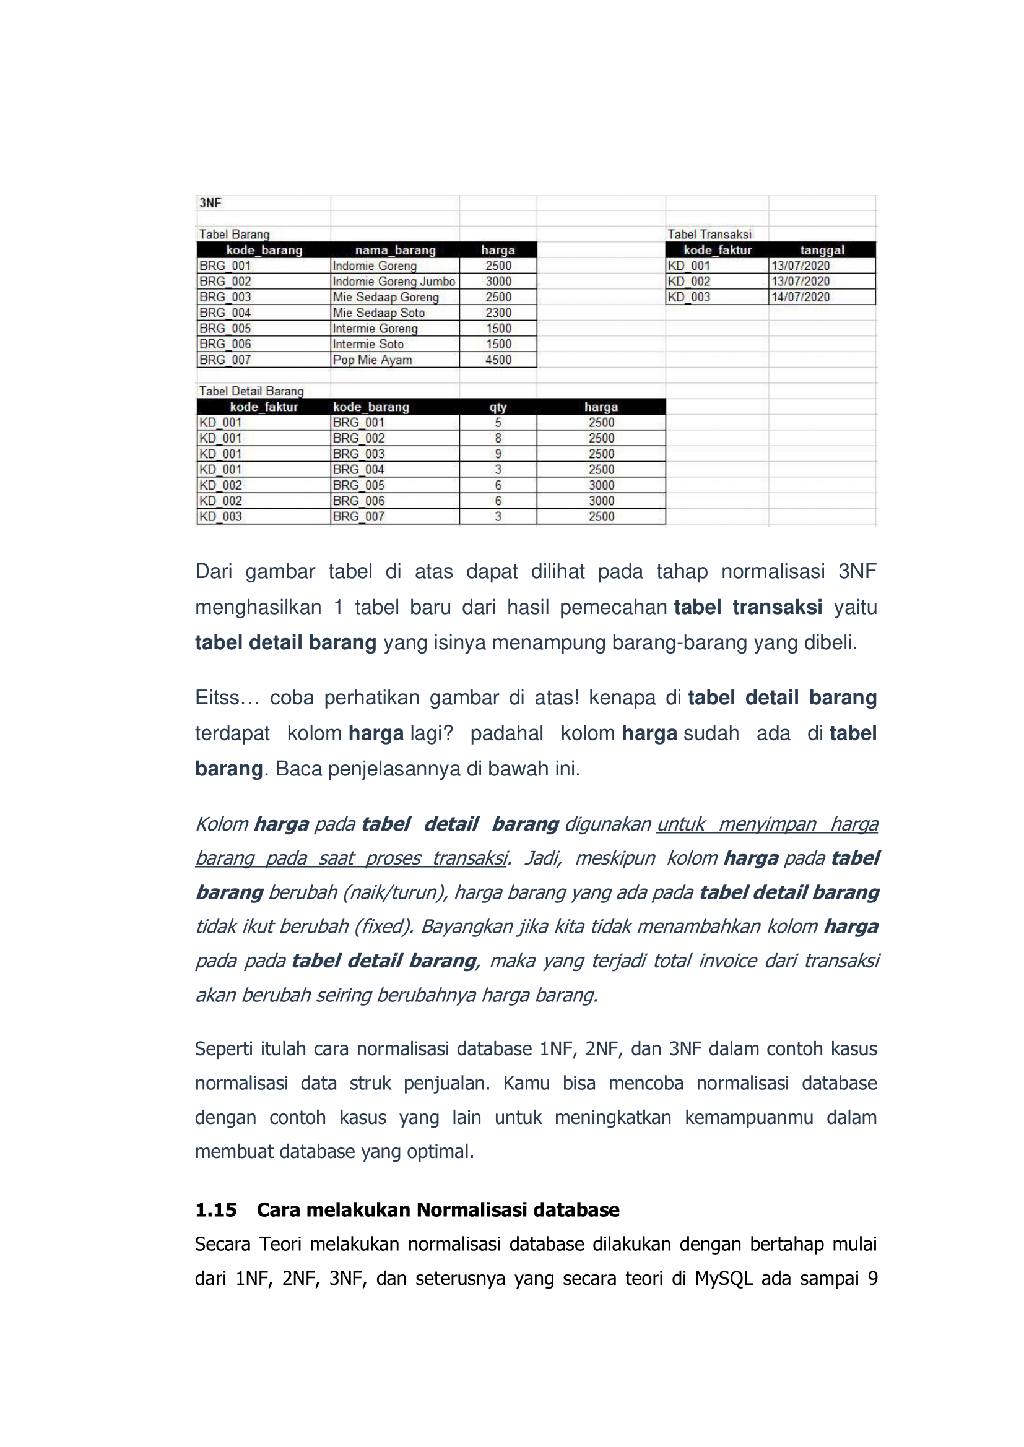 3NF
Tabel Barang Tabel Transaksi
kode_barang nama_barang harga kode_faktur tanggal
BRG_001 Indomie Goreng 2500 KD_001 13/07/2020
BRG_002 Indomie Goreng Jumbo 3000 KD_002 13/07/2020
BRG_003 Mie Sedaap Goreng 2500 KD_003 14/07/2020
BRG_004 Mie Sedaap Soto 2300
BRG_005 Intermie Goreng 1500
BRG_006 Intermie Soto 1500
BRG_007 Pop Mie Ayam 4500
Tabel Detail Barang
kode_faktur kode_barang qty harga
KD_001 BRG_001 5 2500
KD_001 BRG_002 8 2500
KD_001 BRG_003 9 2500
KD_001 BRG_004 3 2500
KD_002 BRG_005 6 3000
KD_002 BRG_006 6 3000
KD_003 BRG_007 3 2500
Dari gambar tabel di atas dapat dilihat pada tahap normalisasi 3NF
menghasilkan 1 tabel baru dari hasil pemecahan tabel transaksi yaitu
tabel detail barang yang isinya menampung barang-barang yang dibeli.
Eitss… coba perhatikan gambar di atas! kenapa di tabel detail barang
terdapat kolom harga lagi? padahal kolom harga sudah ada di tabel
barang. Baca penjelasannya di bawah ini.
Kolom harga pada tabel detail barang digunakan untuk menyimpan harga
barang pada saat proses transaksi. Jadi, meskipun kolom harga pada tabel
barang berubah (naik/turun), harga barang yang ada pada tabel detail barang
tidak ikut berubah (fixed). Bayangkan jika kita tidak menambahkan kolom harga
pada pada tabel detail barang, maka yang terjadi total invoice dari transaksi
akan berubah seiring berubahnya harga barang.
Seperti itulah cara normalisasi database 1NF, 2NF, dan 3NF dalam contoh kasus
normalisasi data struk penjualan. Kamu bisa mencoba normalisasi database
dengan contoh kasus yang lain untuk meningkatkan kemampuanmu dalam
membuat database yang optimal.
1.15 Cara melakukan Normalisasi database
Secara Teori melakukan normalisasi database dilakukan dengan bertahap mulai
dari 1NF, 2NF, 3NF, dan seterusnya yang secara teori di MySQL ada sampai 9